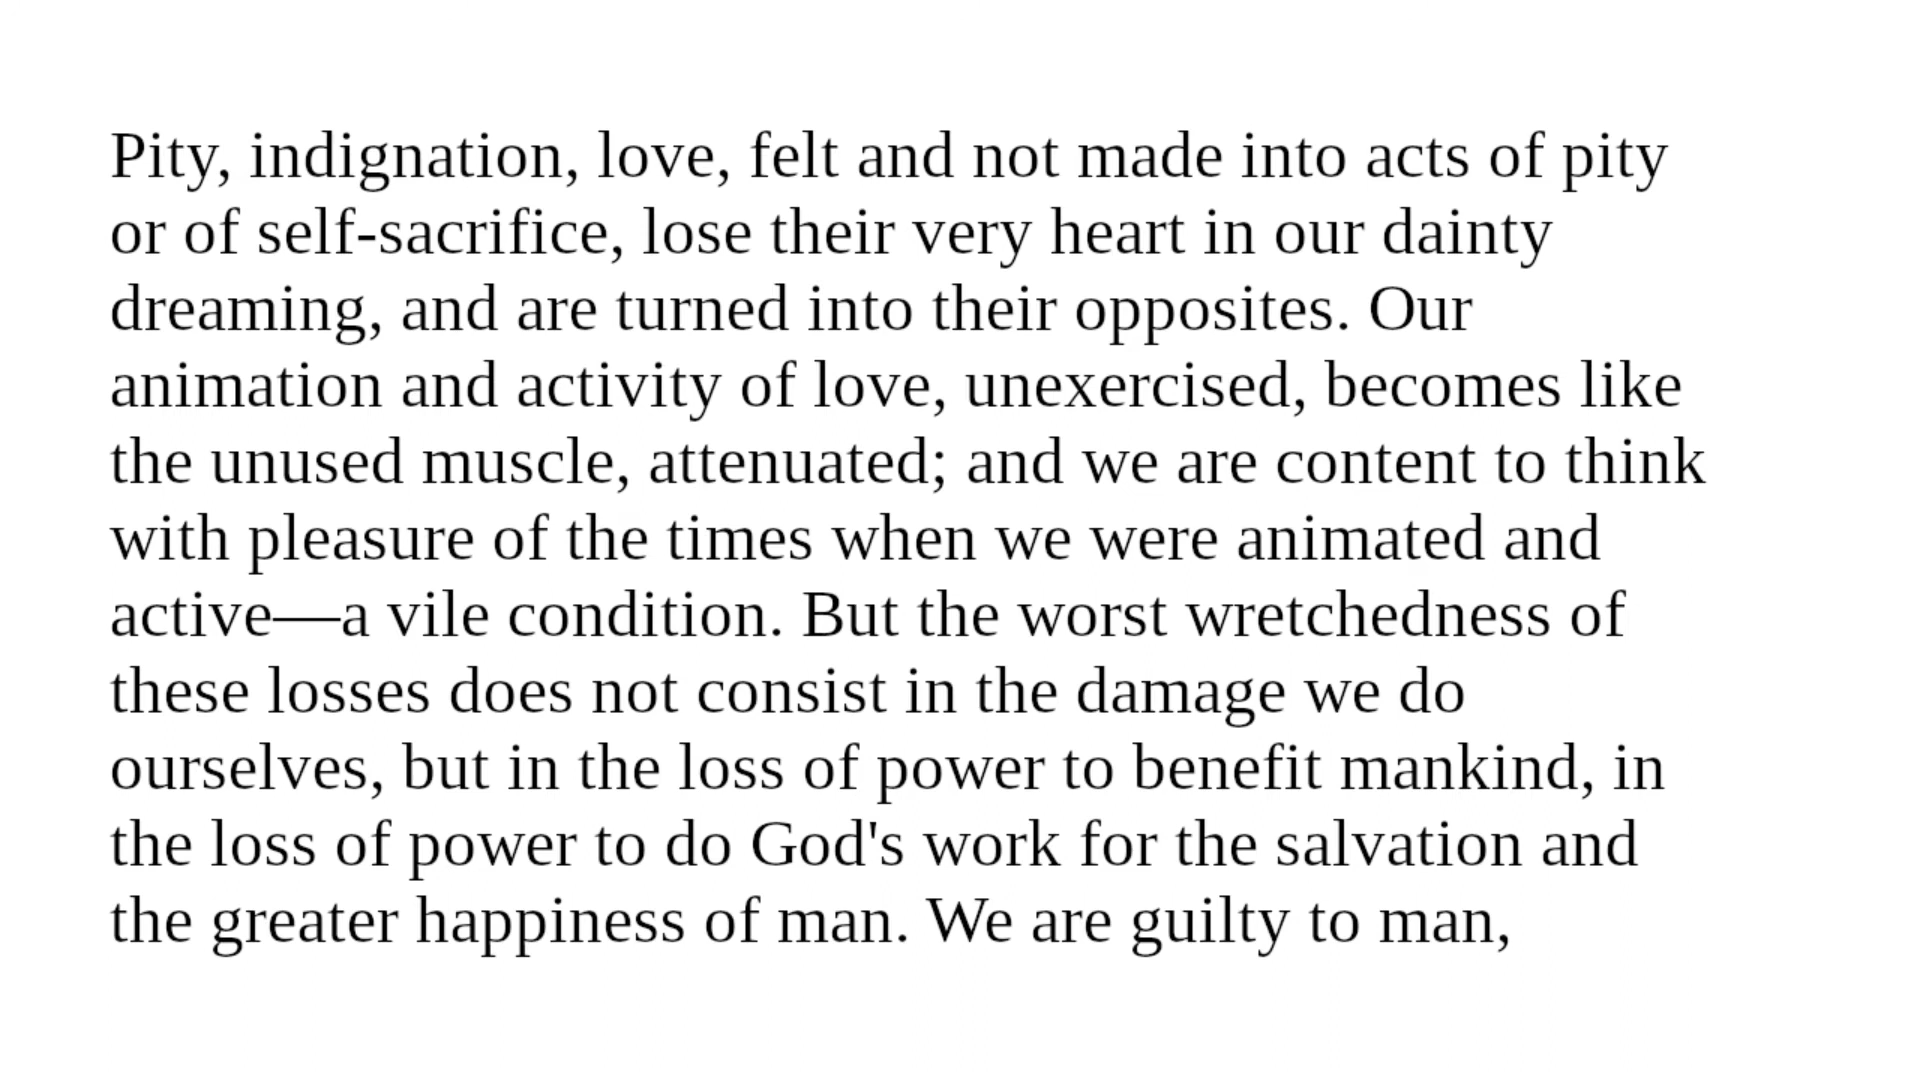 Pity, indignation, love, felt and not made into acts of pity
or of self-sacrifice, lose their very heart in our dainty
dreaming, and are turned into their opposites. Our
animation and activity of love, unexercised, becomes like
the unused muscle, attenuated; and we are content to think
with pleasure of the times when we were animated and
active—a vile condition. But the worst wretchedness of
these losses does not consist in the damage we do
ourselves, but in the loss of power to benefit mankind, in
the loss of power to do God's work for the salvation and
the greater happiness of man. We are guilty to man,